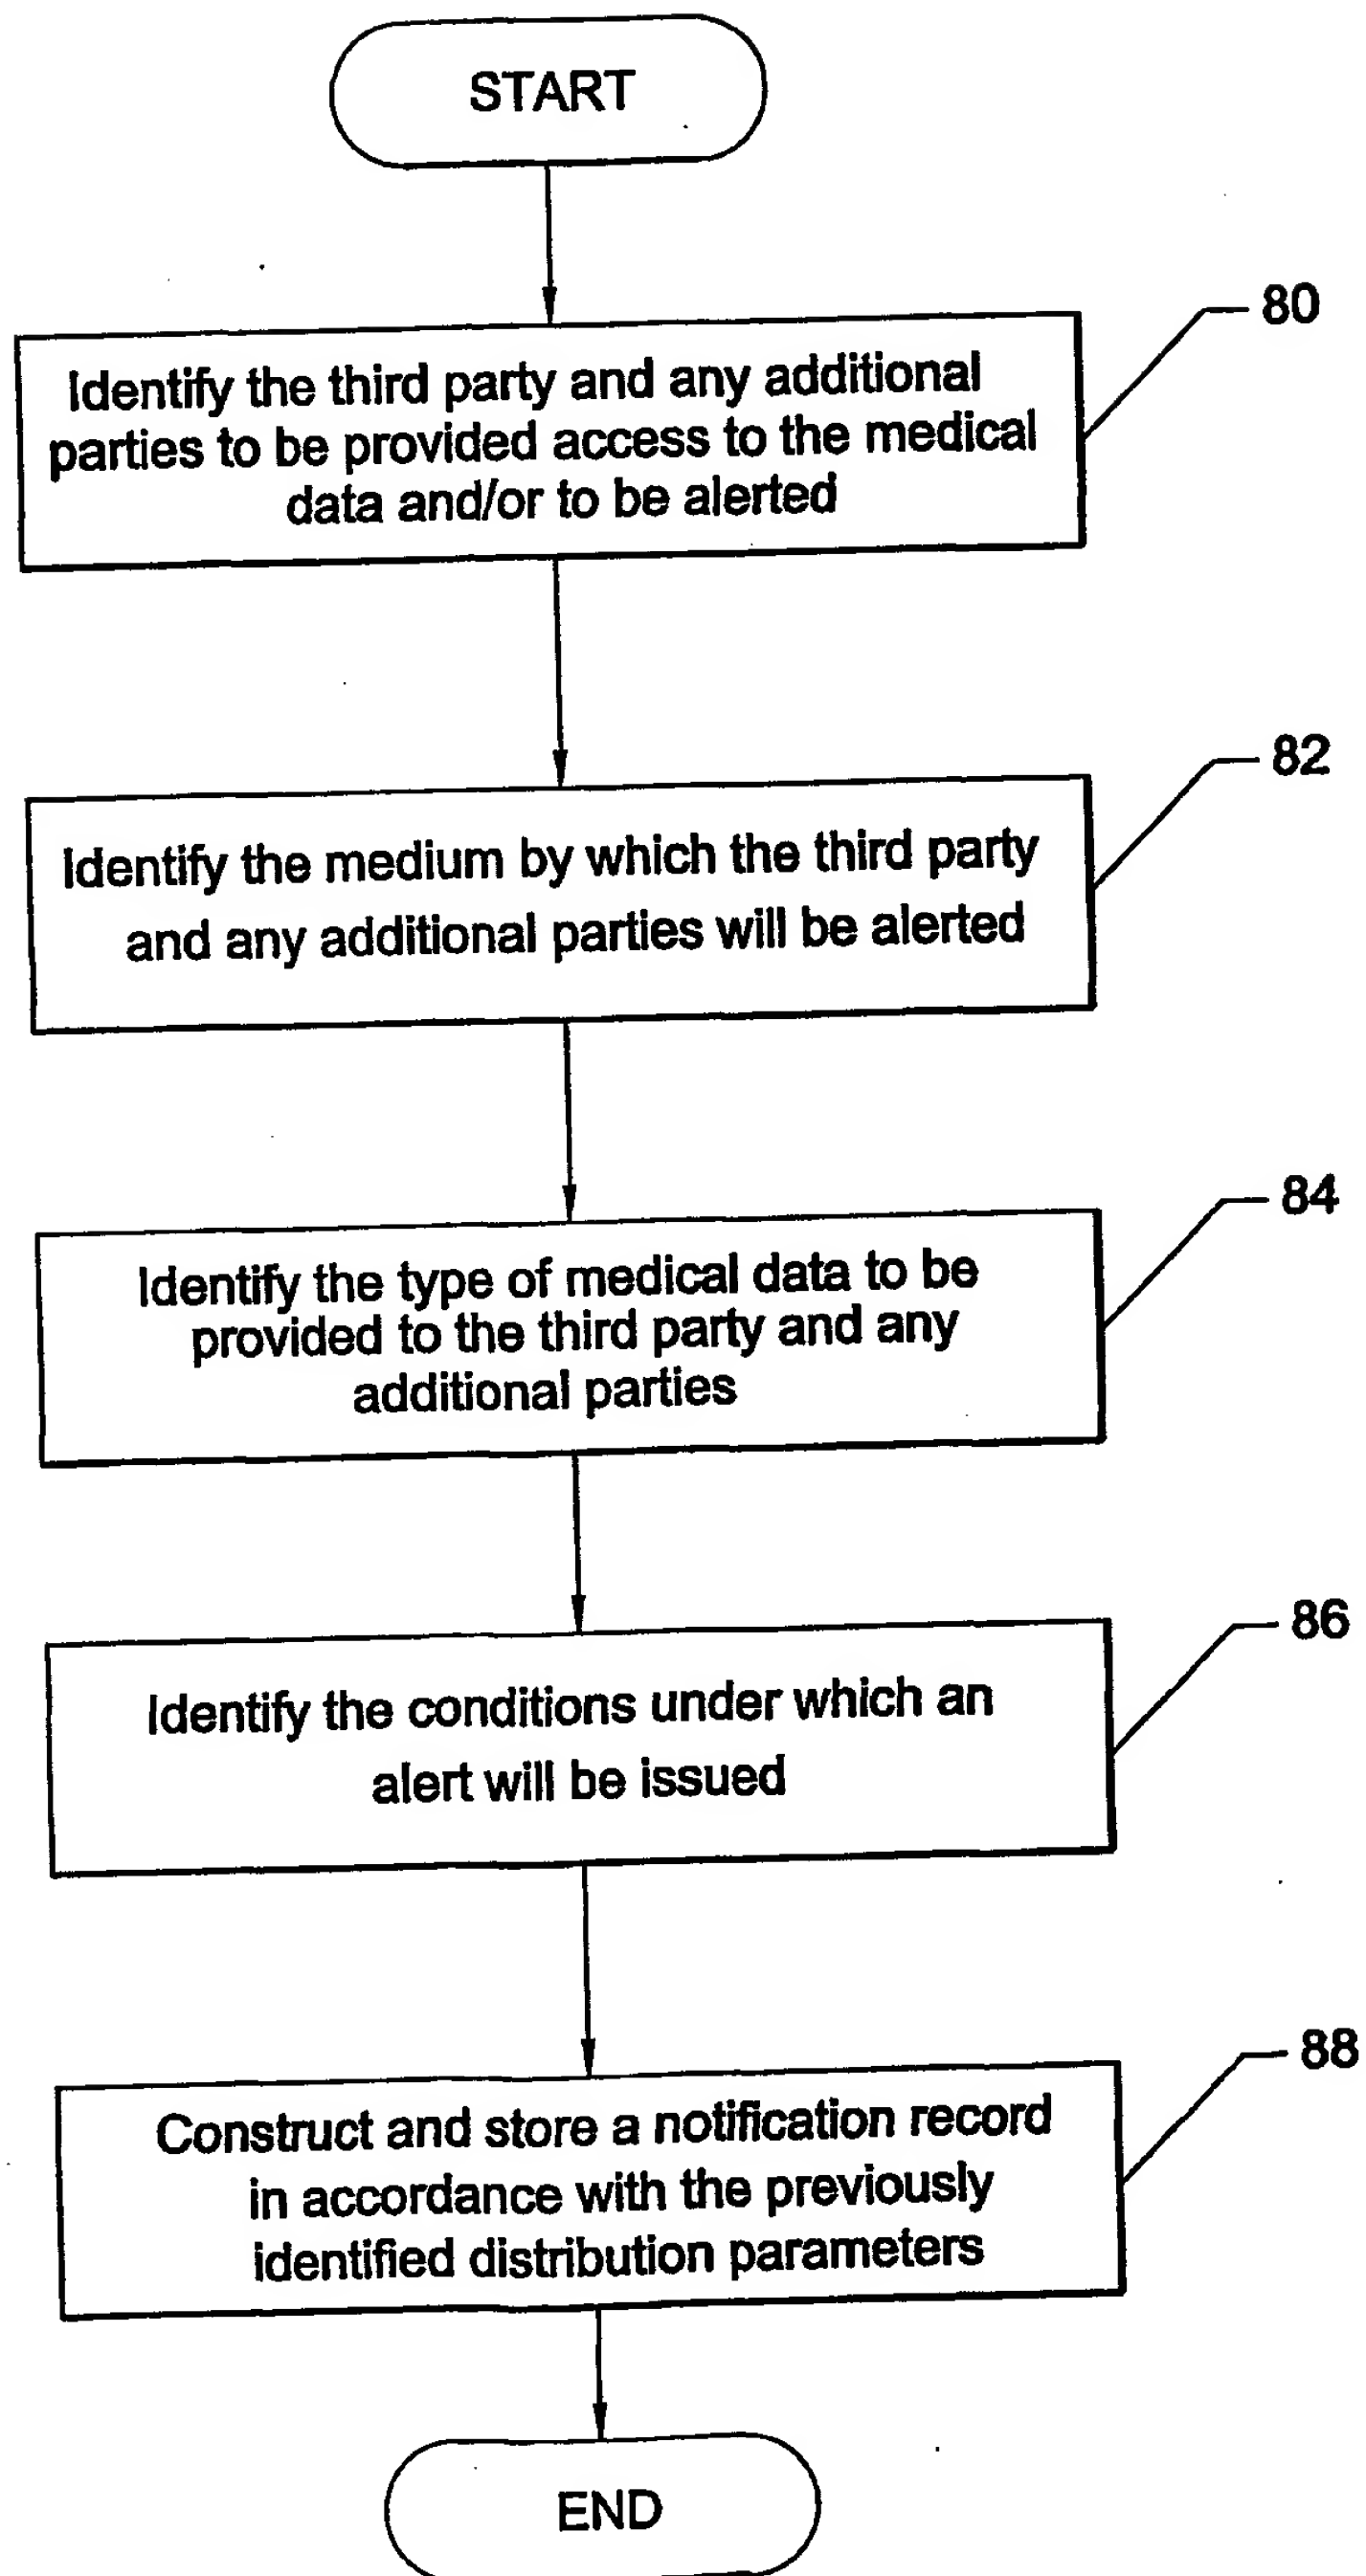 START
80
Identify the third party and any additional
parties to be provided access to the medical
data and/or to be alerted
82
Identify the medium by which the third party
and any additional parties will be alerted
84
Identify the type of medical data to be
provided to the third party and any
additional parties
86
Identify the conditions under which an
alert will be issued
88
Construct and store a notification record
in accordance with the previously
identified distribution parameters
END